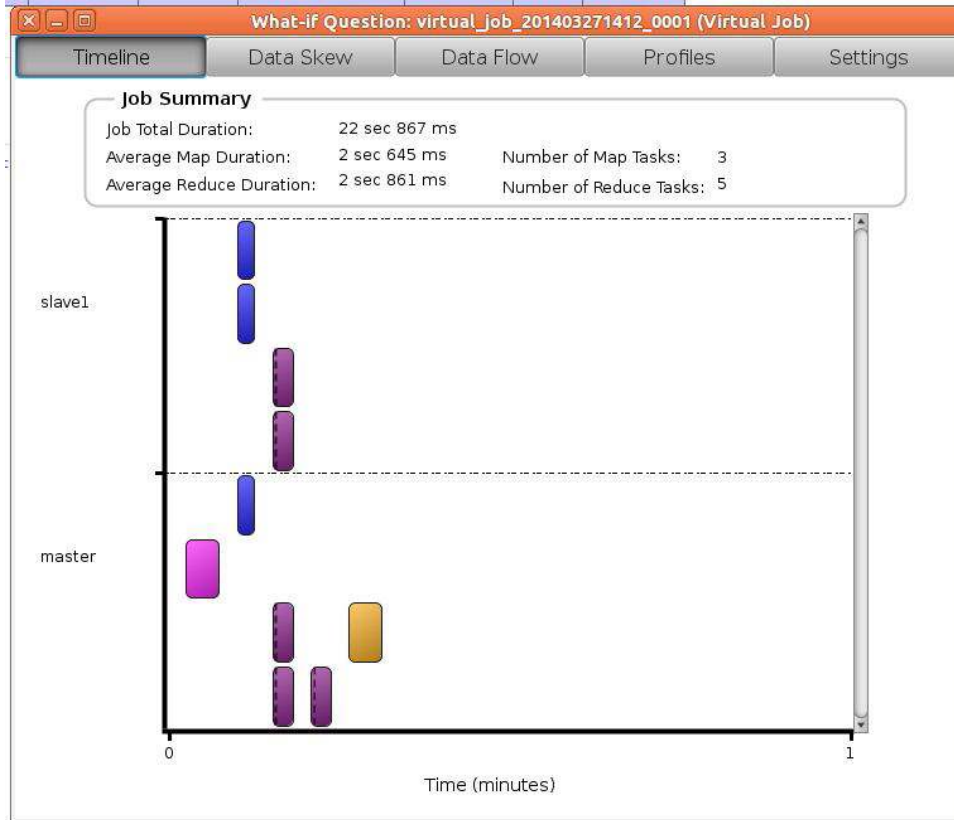 What-if Question: virtual_job_201403271412_0001 (Virtual Job)
Timeline Data Skew Data Flow Profiles Settings
Job Summary
Job Total Duration: 22 sec 867 ms
Average Map Duration: 2 sec 645 ms Number of Map Tasks: 3
Average Reduce Duration: 2 sec 861 ms Number of Reduce Tasks: 5
slave1
master
0 1
Time (minutes)